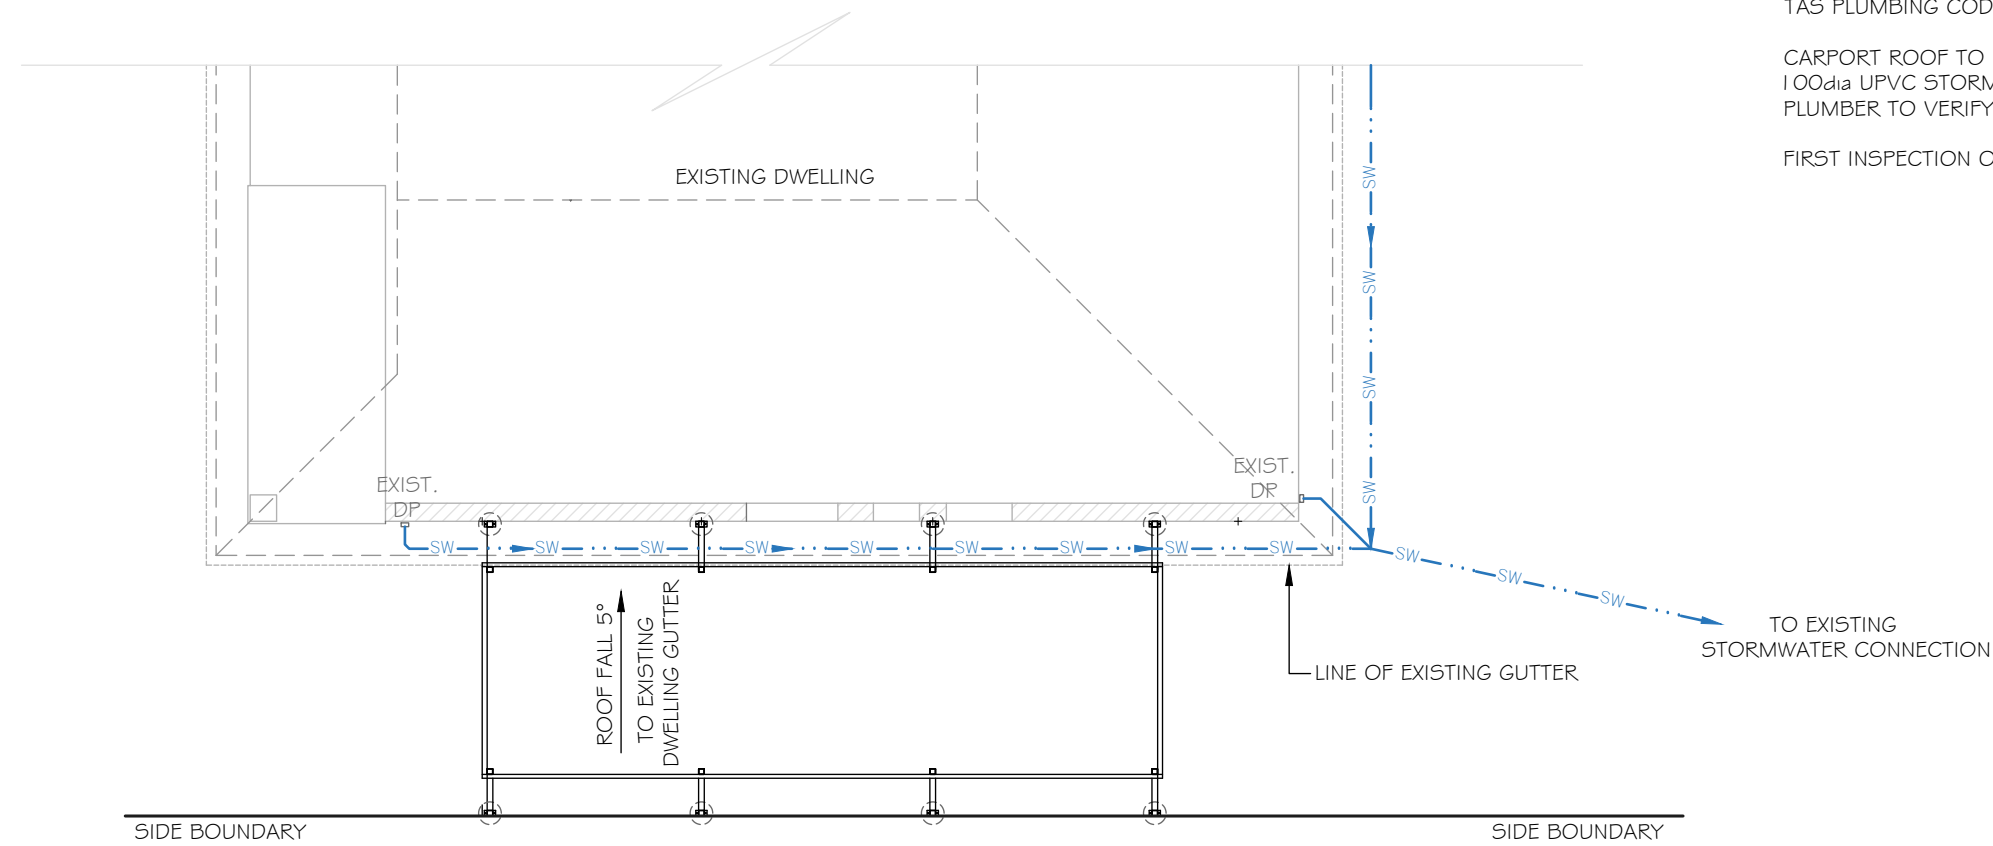 TAS PLUMBING COD
CARPORT ROOF TO
100dia UPVC STORM
PLUMBER TO VERIFY
FIRST INSPECTION O
EXISTING DWELLING
SW
SW
SW
SW
EXIST.
DP
EXIST.
DP
SW
SW
SW
SW
SW
SW
SW
SW
SW
SW
SW
SW
ROOF FALL 5°
TO EXISTING
DWELLING GUTTER
LINE OF EXISTING GUTTER
TO EXISTING
STORMWATER CONNECTION
SIDE BOUNDARY
SIDE BOUNDARY